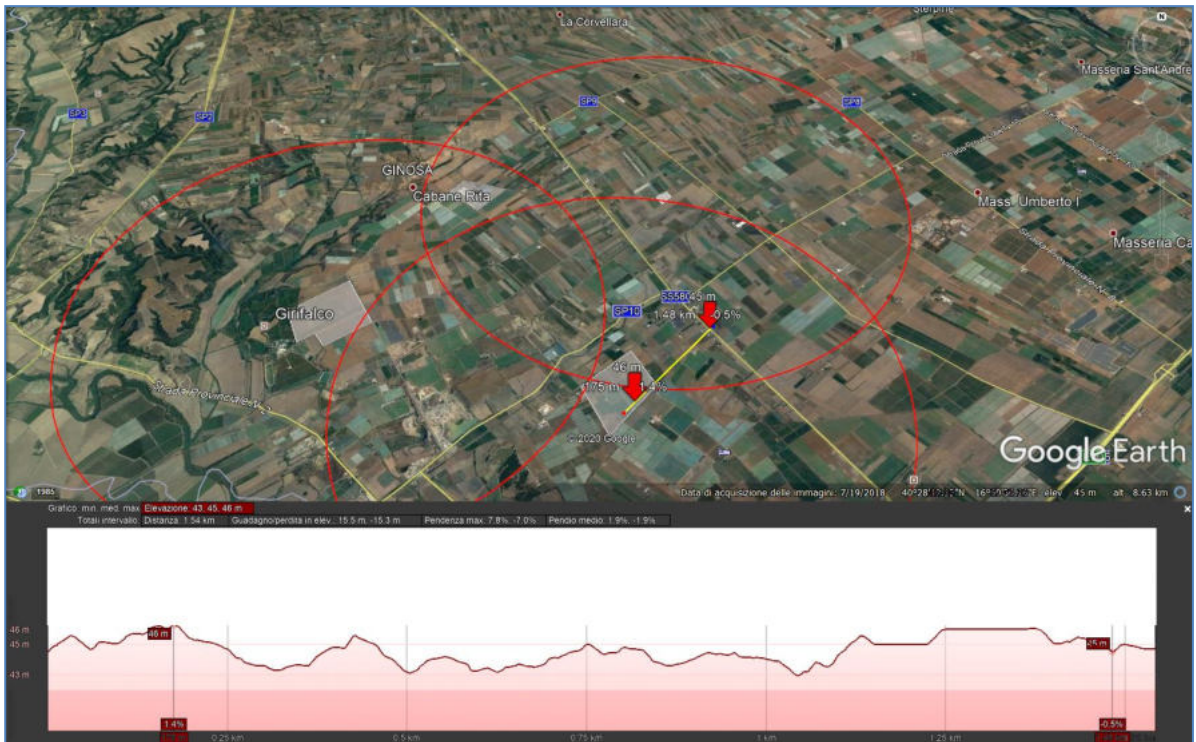 La Corvellara
N
Masseria Sant'Andre
SP3
SP2
SP9
SP8
GINOSA
Cabane Rita
Mass. Umberto I
Masseria Ca
Girifalco
SS580
45 m
SP10
1.48 km
-0.5%
46 m
175 m
1.4%
© 2020 Google
Google Earth
1985
Data di acquisizione delle immagini: 7/19/2018
elev 45 m alt 8.63 km
Grafico: min, med, max Elevazione: 43, 45, 46 m
Totali intervallo: Distanza: 1.54 km Guadagno/perdita in elev.: 15.5 m, -15.3 m Pendenza max: 7.8%, -7.0% Pendio medio: 1.9%, -1.9%
46 m
46 m
45 m
45 m
43 m
1.4%
-0.5%
0.25 km
0.5 km
0.75 km
1 km
1.25 km